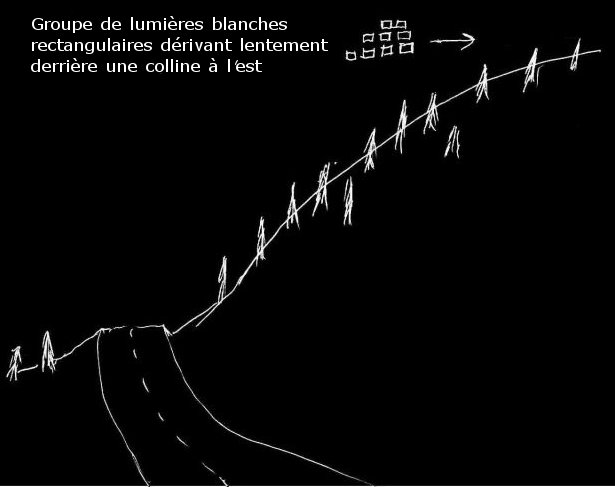 Groupe de lumières blanches
rectangulaires dérivant lentement
derrière une colline à l'est